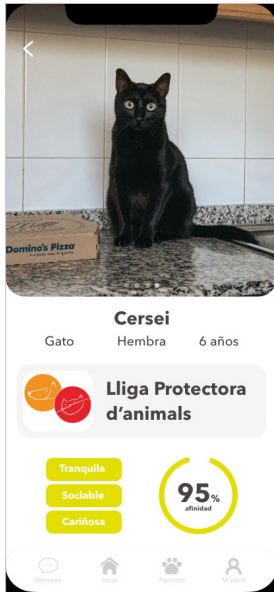 Domino's Pizza
Cersei
Gato Hembra 6 años
Lliga Protectora
d'animals
Tranquila
Sociable
Cariñosa
95%
afinidad
Mensajes Inicio Favoritos Mi perfil